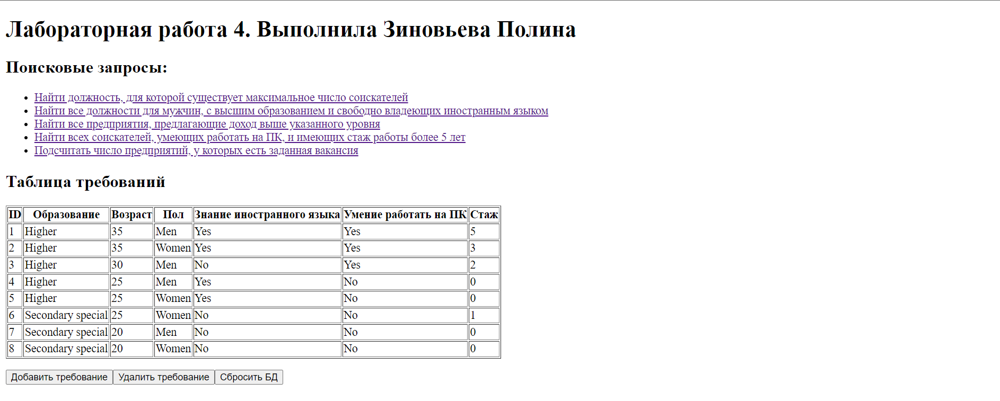 Лабораторная работа 4. Выполнила Зиновьева Полина
Поисковые запросы:
Найти должность, для которой существует максимальное число соискателей
Найти все должности для мужчин, с высшим образованием и свободно владеющих иностранным языком
Найти все предприятия, предлагающие доход выше указанного уровня
Найти всех соискателей, умеющих работать на ПК, и имеющих стаж работы более 5 лет
Подсчитать число предприятий, у которых есть заданная вакансия
Таблица требований
ID Образование Возраст Пол Знание иностранного языка Умение работать на ПК Стаж
1 Higher 35 Men Yes Yes 5
2 Higher 35 Women Yes Yes 3
3 Higher 30 Men No Yes 2
4 Higher 25 Men Yes No 0
5 Higher 25 Women Yes No 0
6 Secondary special 25 Women No No 1
7 Secondary special 20 Men No No 0
8 Secondary special 20 Women No No 0
Добавить требование Удалить требование Сбросить БД